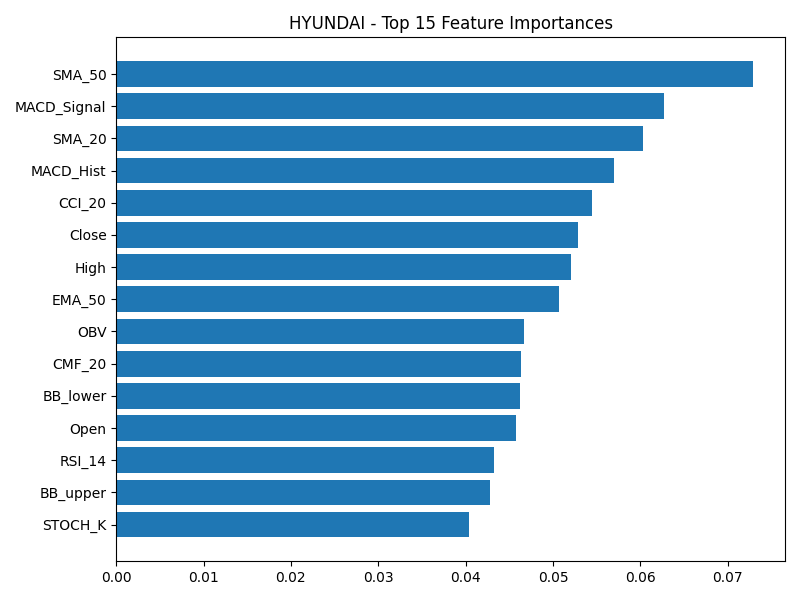 HYUNDAI - Top 15 Feature Importances
SMA_50
MACD_Signal
SMA_20
MACD_Hist
CCI_20
Close
High
EMA_50
OBV
CMF_20
BB_lower
Open
RSI_14
BB_upper
STOCH_K
0.00 0.01 0.02 0.03 0.04 0.05 0.06 0.07